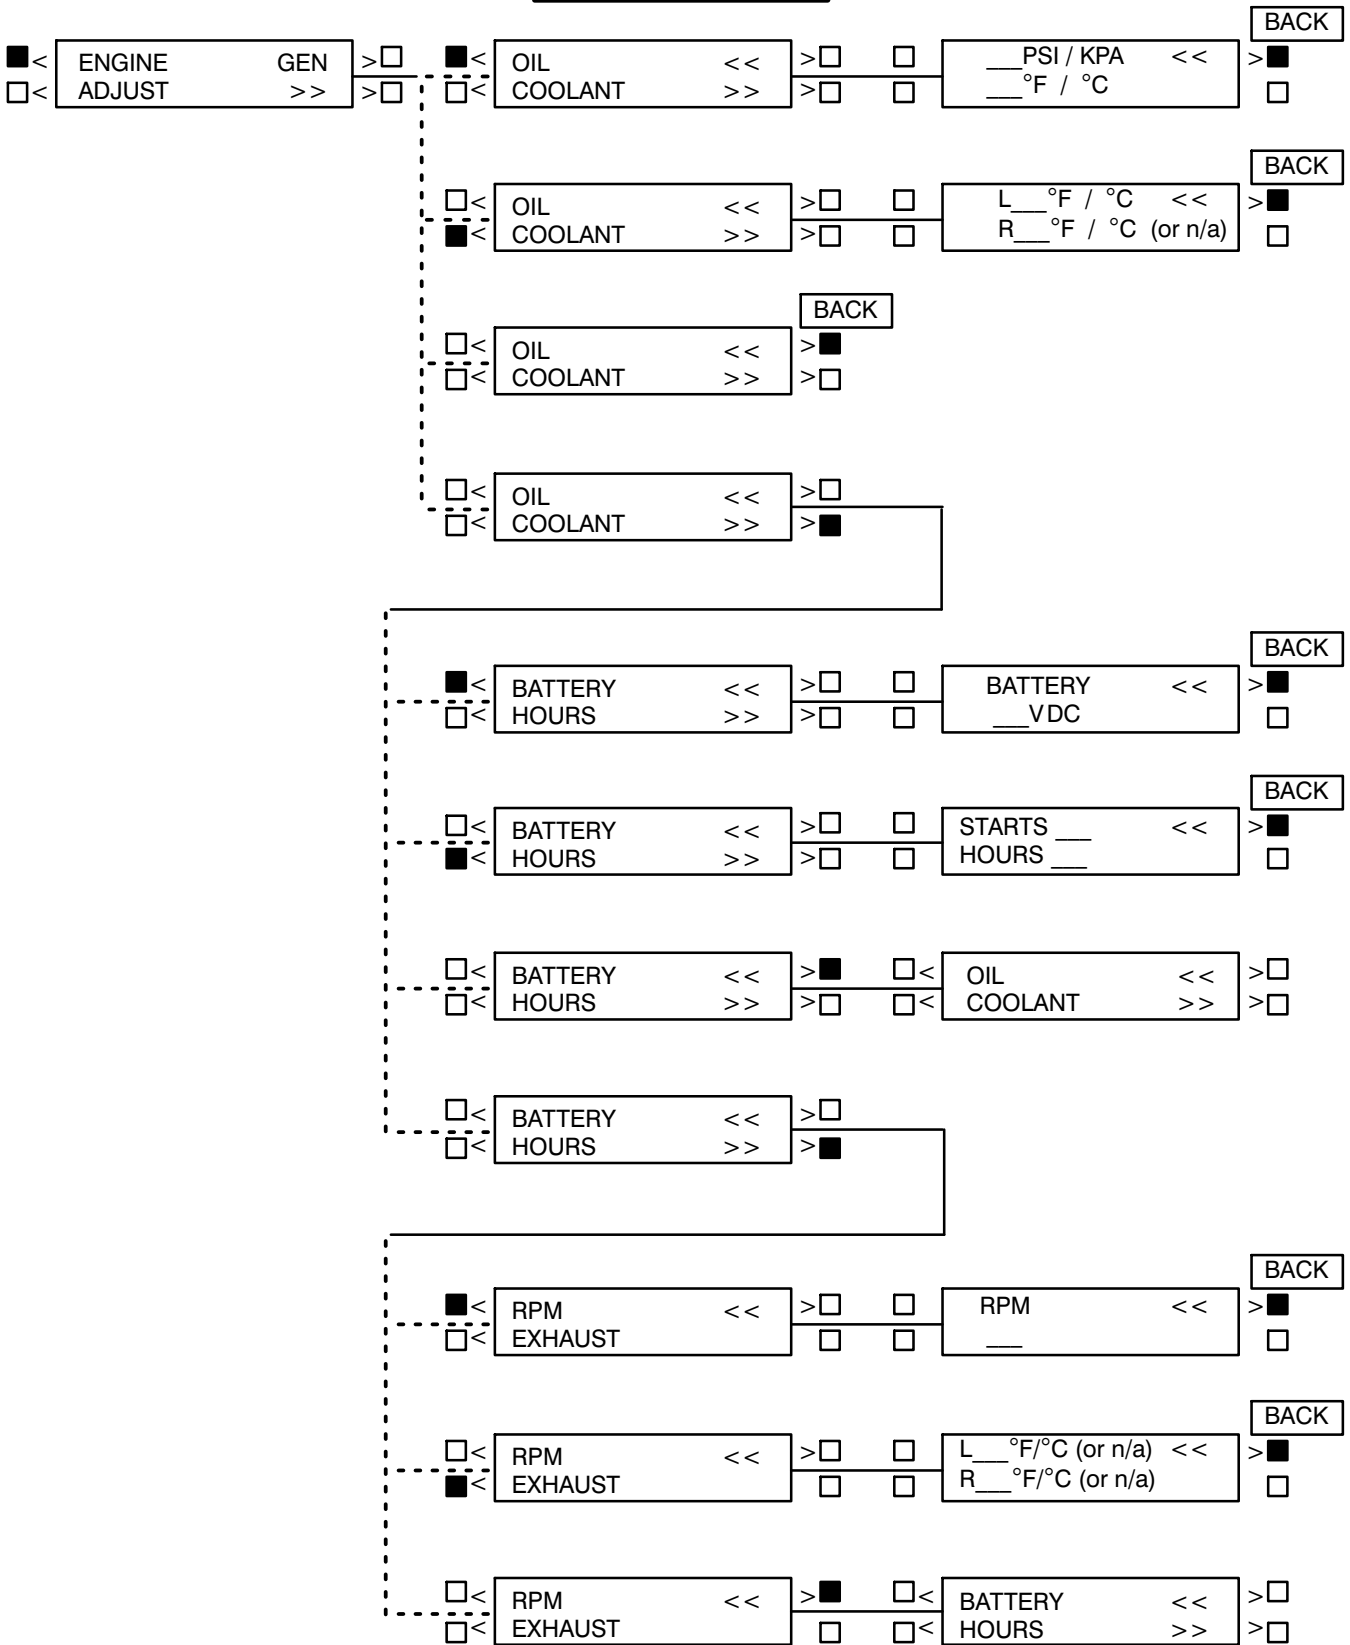 BACK
< ENGINE GEN > < OIL << > ___PSI / KPA << >
< ADJUST >> > < COOLANT >> > ___°F / °C
BACK
< OIL << > L___°F / °C << >
< COOLANT >> > R___°F / °C (or n/a)
BACK
< OIL << >
< COOLANT >> >
< OIL << >
< COOLANT >> >
BACK
< BATTERY << > BATTERY << >
< HOURS >> > ___VDC
BACK
< BATTERY << > STARTS ___ << >
< HOURS >> > HOURS ___
< BATTERY << > < OIL << >
< HOURS >> > < COOLANT >> >
< BATTERY << >
< HOURS >> >
BACK
< RPM << > RPM << >
< EXHAUST ___
BACK
< RPM << > L___°F/°C (or n/a) << >
< EXHAUST R___°F/°C (or n/a)
< RPM << > < BATTERY << >
< EXHAUST < HOURS >> >